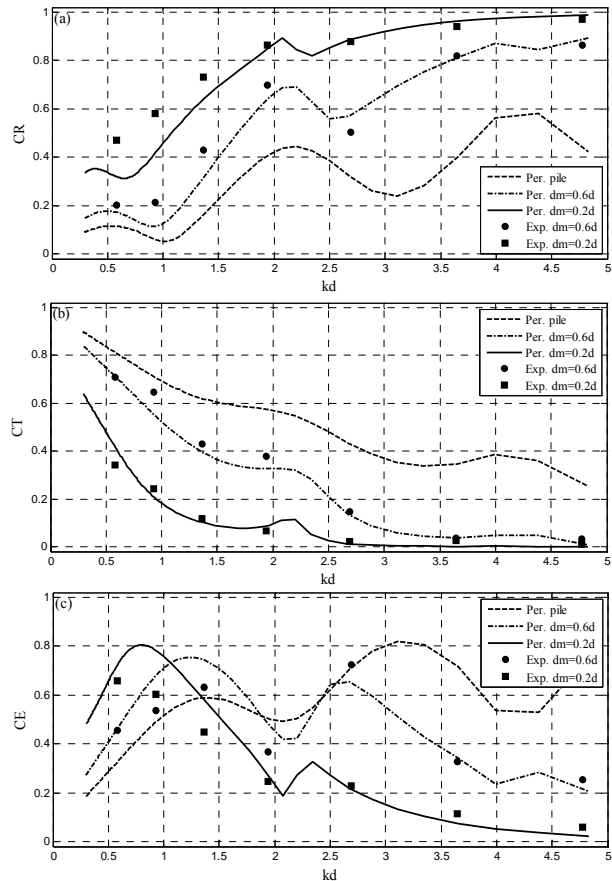 (a)
1
0.8
0.6
0.4
0.2
0
CR
Per. pile
Per. dm=0.6d
Per. dm=0.2d
Exp. dm=0.6d
Exp. dm=0.2d
0 0.5 1 1.5 2 2.5 3 3.5 4 4.5 5
kd
(b)
1
0.8
0.6
0.4
0.2
0
CT
Per. pile
Per. dm=0.6d
Per. dm=0.2d
Exp. dm=0.6d
Exp. dm=0.2d
0 0.5 1 1.5 2 2.5 3 3.5 4 4.5 5
kd
(c)
1
0.8
0.6
0.4
0.2
0
CE
Per. pile
Per. dm=0.6d
Per. dm=0.2d
Exp. dm=0.6d
Exp. dm=0.2d
0 0.5 1 1.5 2 2.5 3 3.5 4 4.5 5
kd